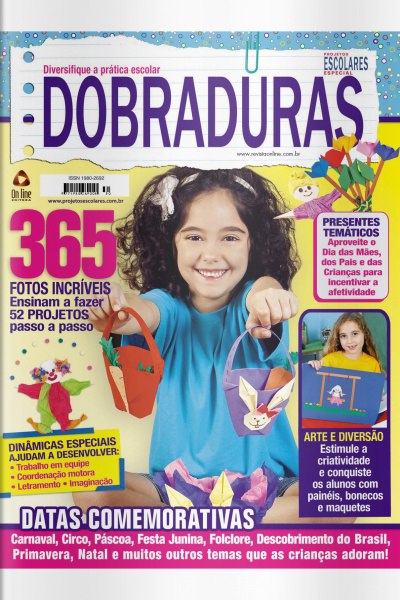 Diversifique a prática escolar
PROJETOS
ESCOLARES
ESPECIAL
DOBRADURAS
www.revistaonline.com.br
On line
EDITORA
ISSN 1980-2692
www.projetosescolares.com.br
365
FOTOS INCRÍVEIS
Ensinam a fazer
52 PROJETOS
passo a passo
PRESENTES
TEMÁTICOS
Aproveite o
Dia das Mães,
dos Pais e das
Crianças para
incentivar a
afetividade
ARTE E DIVERSÃO
Estimule a
criatividade
e conquiste
os alunos com
painéis, bonecos
e maquetes
DINÂMICAS ESPECIAIS
AJUDAM A DESENVOLVER:
• Trabalho em equipe
• Coordenação motora
• Letramento • Imaginação
DATAS COMEMORATIVAS
Carnaval, Circo, Páscoa, Festa Junina, Folclore, Descobrimento do Brasil,
Primavera, Natal e muitos outros temas que as crianças adoram!